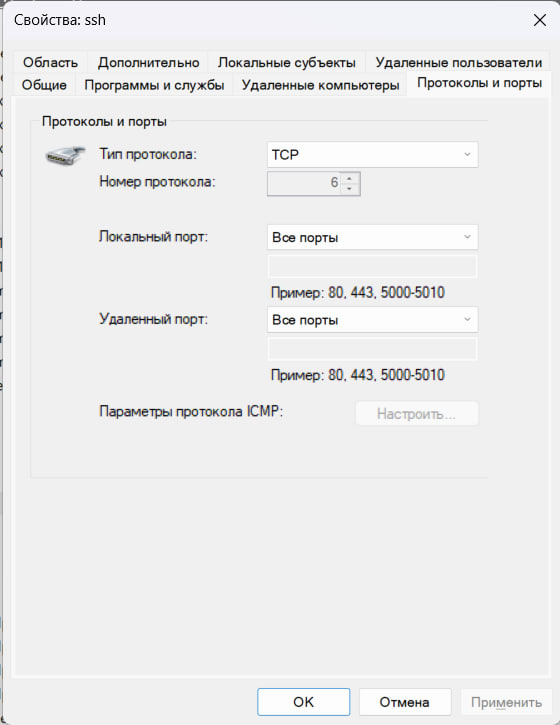 Свойства: ssh
Область Дополнительно Локальные субъекты Удаленные пользователи
Общие Программы и службы Удаленные компьютеры Протоколы и порты
Протоколы и порты
Тип протокола: TCP
Номер протокола: 6
Локальный порт: Все порты
Пример: 80, 443, 5000-5010
Удаленный порт: Все порты
Пример: 80, 443, 5000-5010
Параметры протокола ICMP: Настроить...
OK Отмена Применить